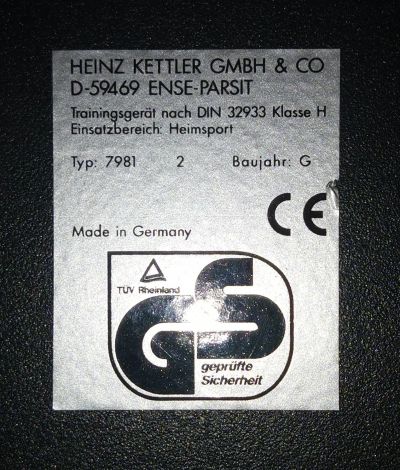 HEINZ KETTLER GMBH & CO
D-59469 ENSE-PARSIT
Trainingsgerät nach DIN 32933 Klasse H
Einsatzbereich: Heimsport
Typ: 7981 2 Baujahr: G
CE
Made in Germany
TÜV Rheinland
GS
geprüfte
Sicherheit